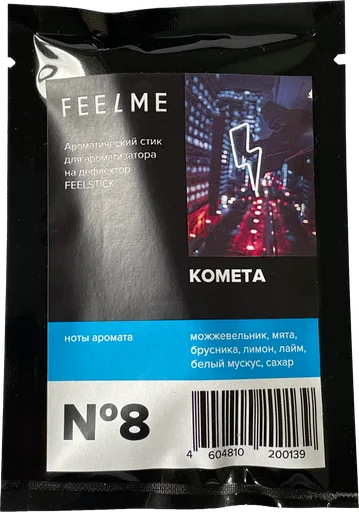 FEELME
Ароматический стик
для ароматизатора
на дефлектор
FEELSTICK
КОМЕТА
ноты аромата
можжевельник, мята,
брусника, лимон, лайм,
белый мускус, сахар
№8
4 604810 200139